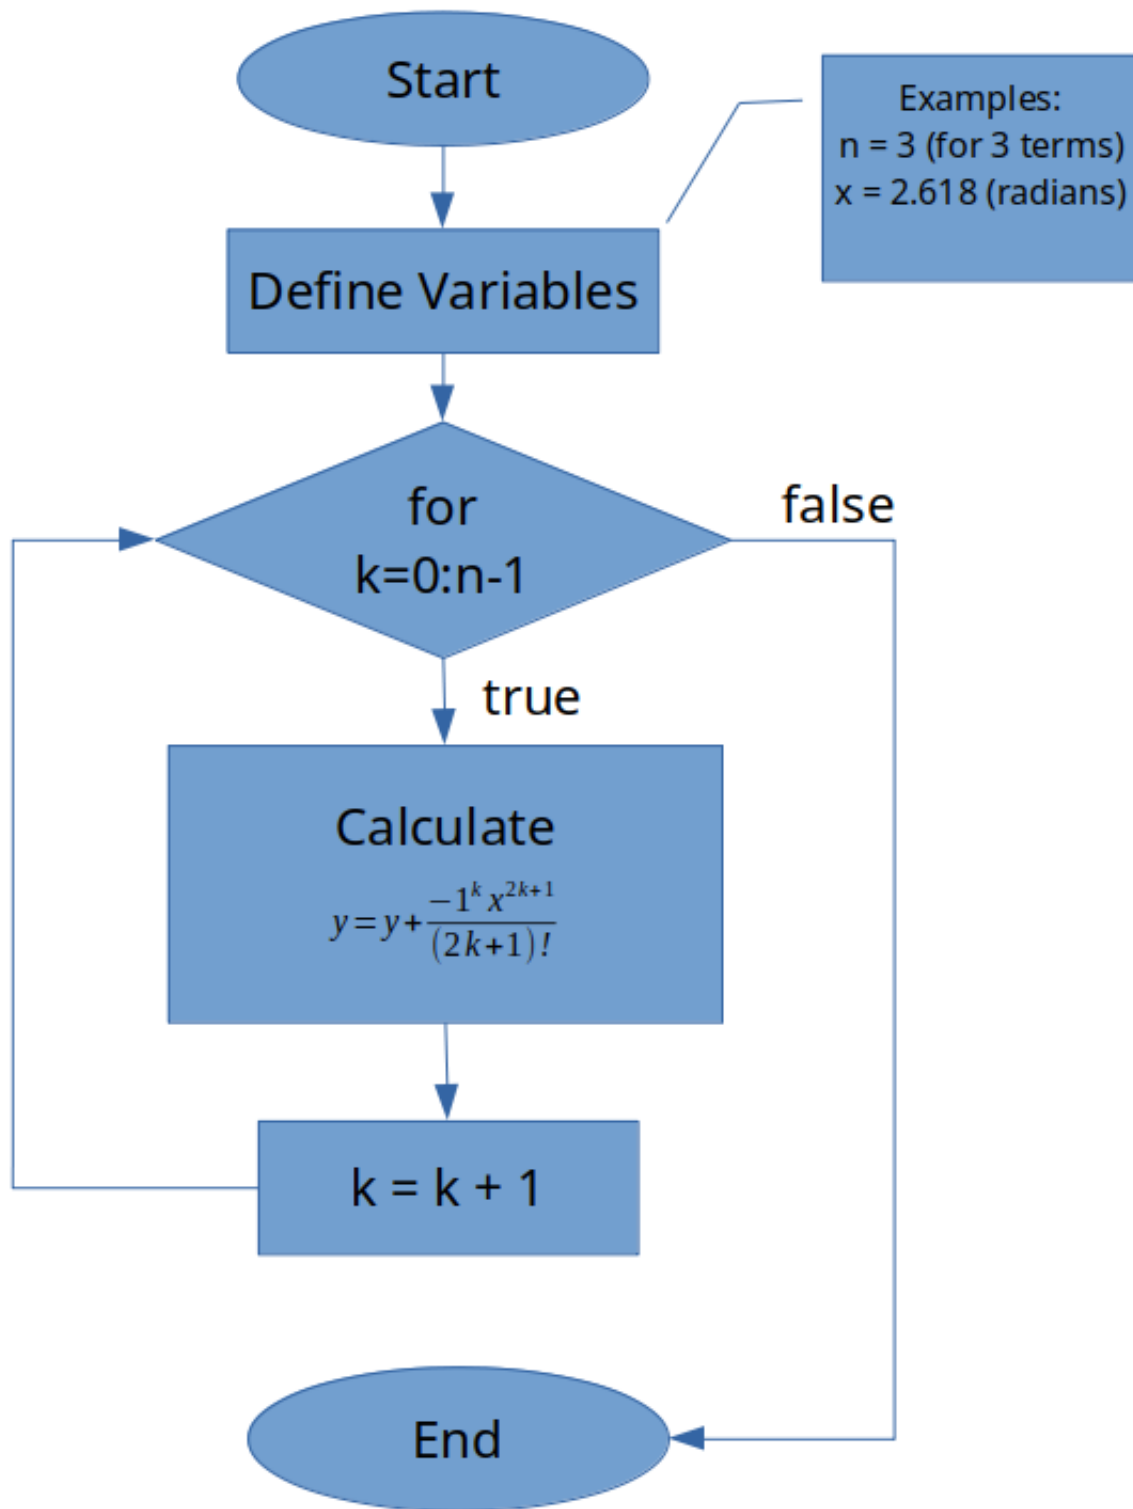 Start
Examples:
n = 3 (for 3 terms)
x = 2.618 (radians)
Define Variables
for
k=0:n-1
false
true
Calculate
y=y+\frac{-1^k x^{2k+1}}{(2k+1)!}
k = k + 1
End